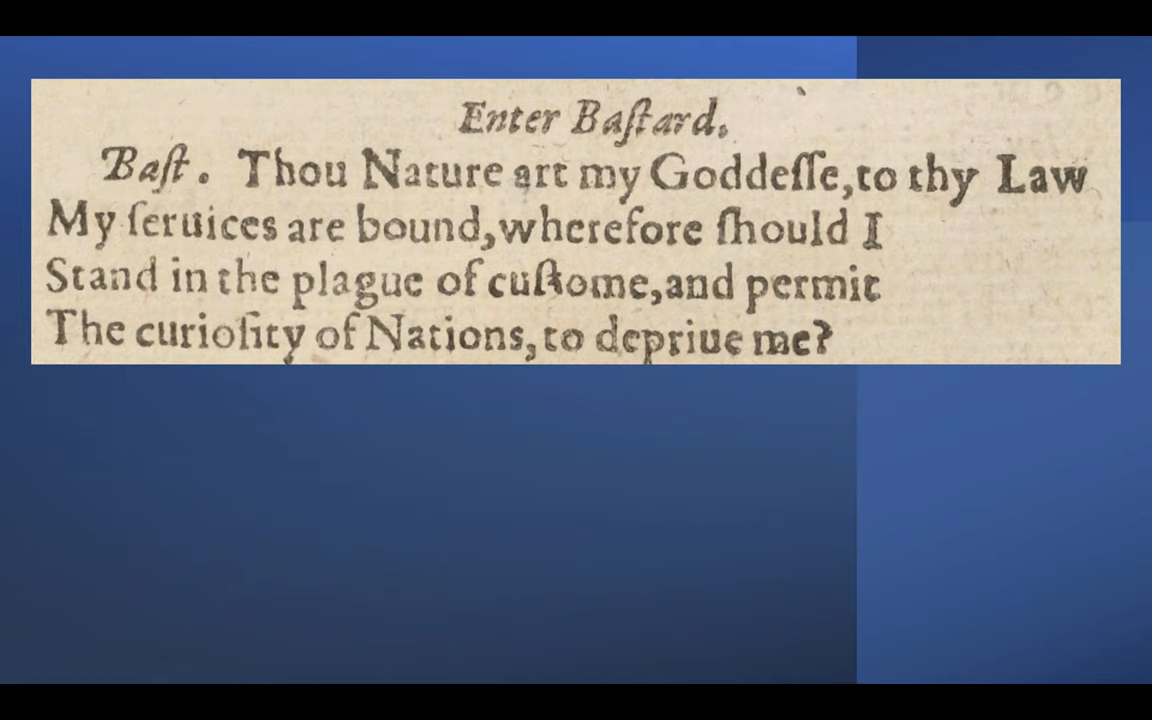 Enter Baſtard.
Baſt. Thou Nature art my Goddeſſe,to thy Law
My ſeruices are bound,wherefore ſhould I
Stand in the plague of cuſtome,and permit
The curioſity of Nations,to depriue me?